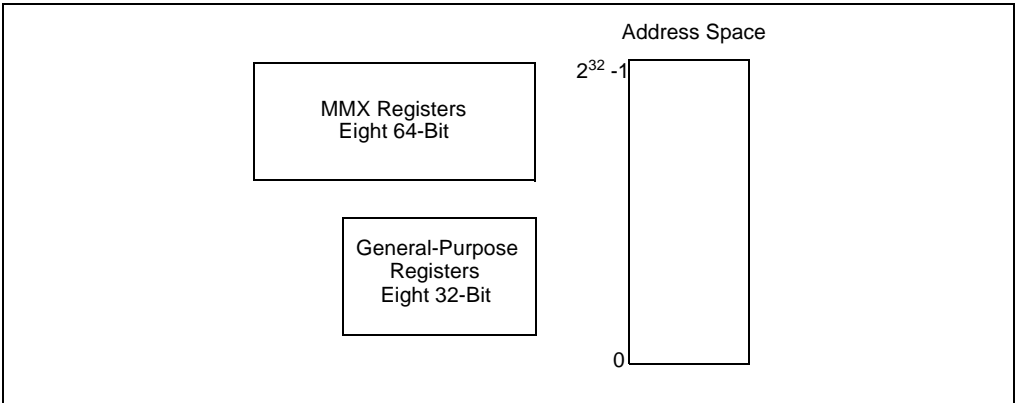 Address Space
2³² -1
MMX Registers
Eight 64-Bit
General-Purpose
Registers
Eight 32-Bit
0